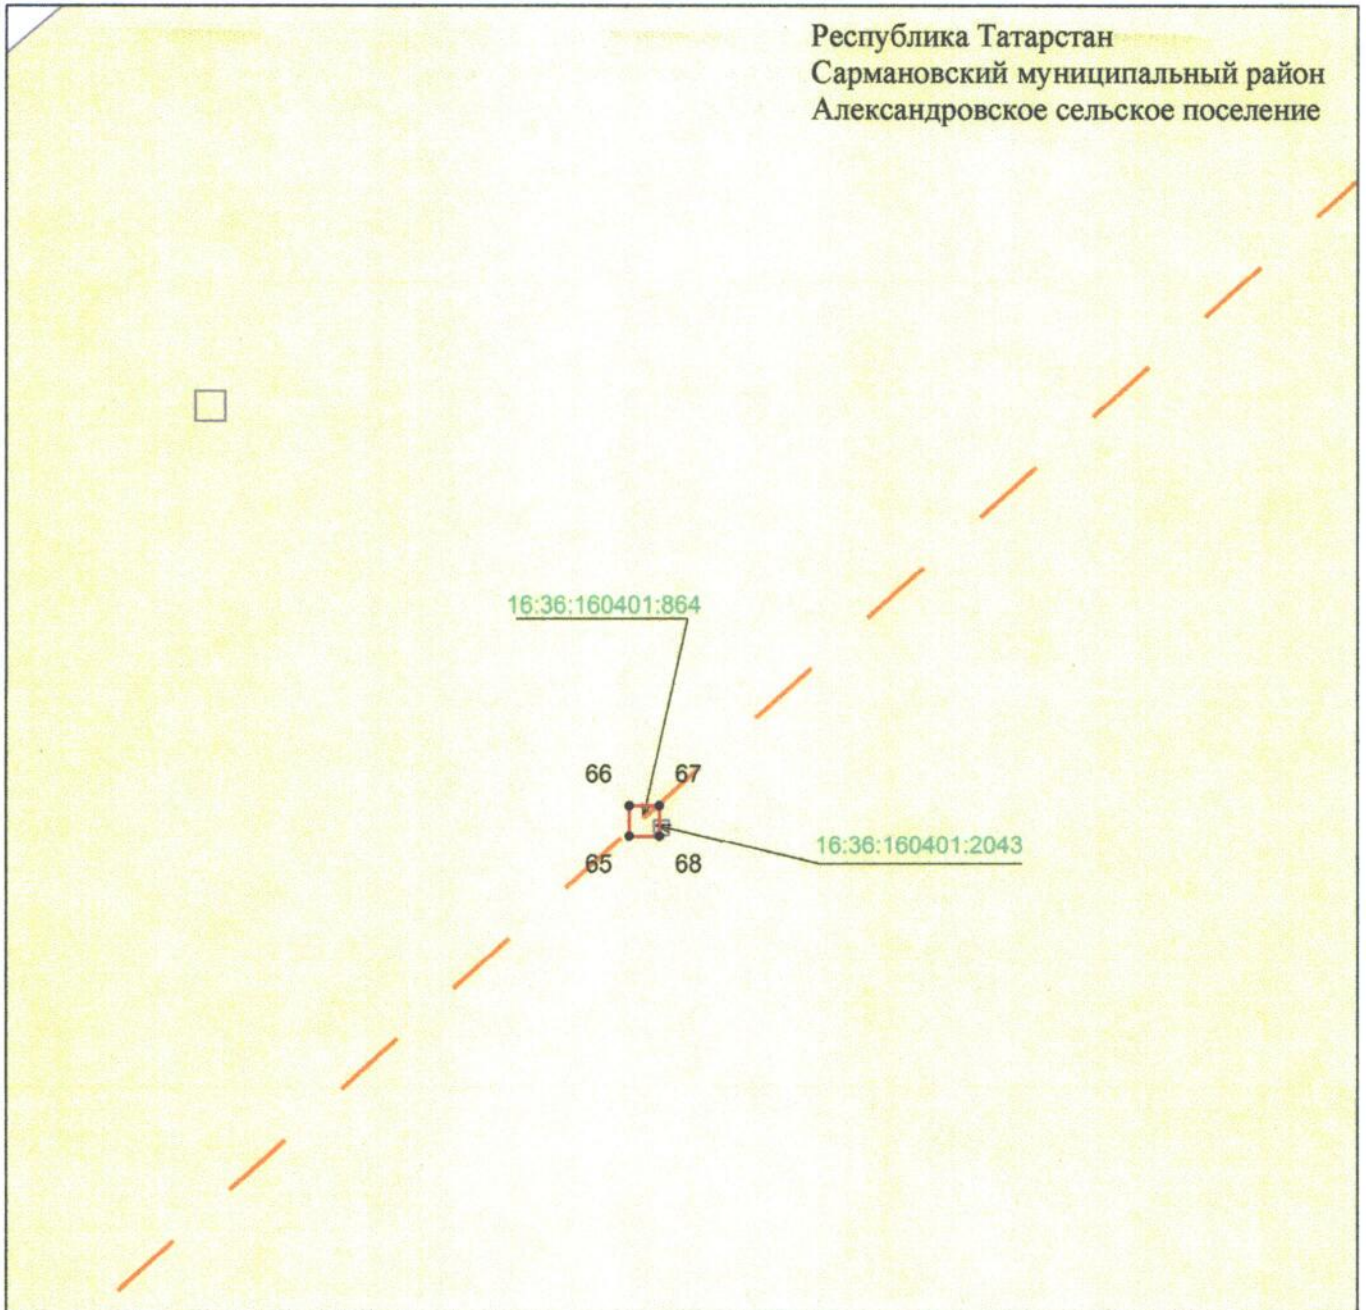 Республика Татарстан
Сармановский муниципальный район
Александровское сельское поселение
16:36:160401:864
66
67
16:36:160401:2043
65
68